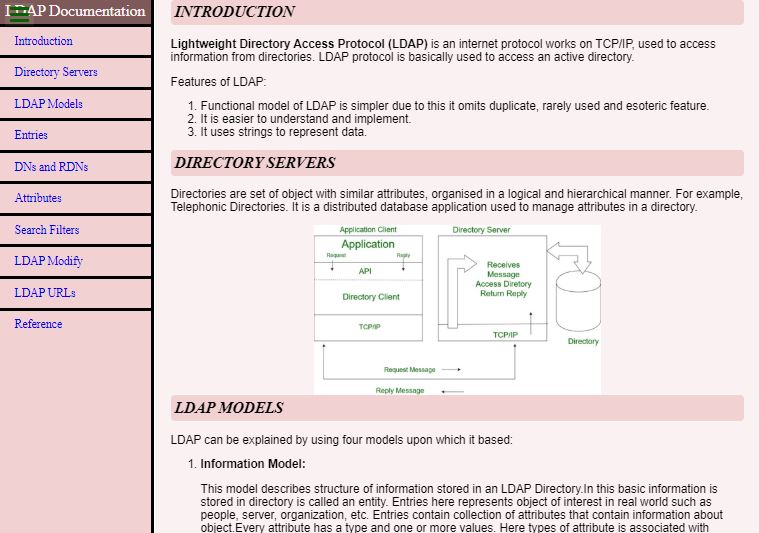 LDAP Documentation
Introduction
Directory Servers
LDAP Models
Entries
DNs and RDNs
Attributes
Search Filters
LDAP Modify
LDAP URLs
Reference
INTRODUCTION
Lightweight Directory Access Protocol (LDAP) is an internet protocol works on TCP/IP, used to access
information from directories. LDAP protocol is basically used to access an active directory.
Features of LDAP:
1. Functional model of LDAP is simpler due to this it omits duplicate, rarely used and esoteric feature.
2. It is easier to understand and implement.
3. It uses strings to represent data.
DIRECTORY SERVERS
Directories are set of object with similar attributes, organised in a logical and hierarchical manner. For example,
Telephonic Directories. It is a distributed database application used to manage attributes in a directory.
Application Client
Application
Request
Reply
API
Directory Client
TCP/IP
Directory Server
Receives
Message
Access Diretory
Return Reply
TCP/IP
Directory
Request Message
Reply Message
LDAP MODELS
LDAP can be explained by using four models upon which it based:
1. Information Model:
This model describes structure of information stored in an LDAP Directory.In this basic information is
stored in directory is called an entity. Entries here represents object of interest in real world such as
people, server, organization, etc. Entries contain collection of attributes that contain information about
object.Every attribute has a type and one or more values. Here types of attribute is associated with